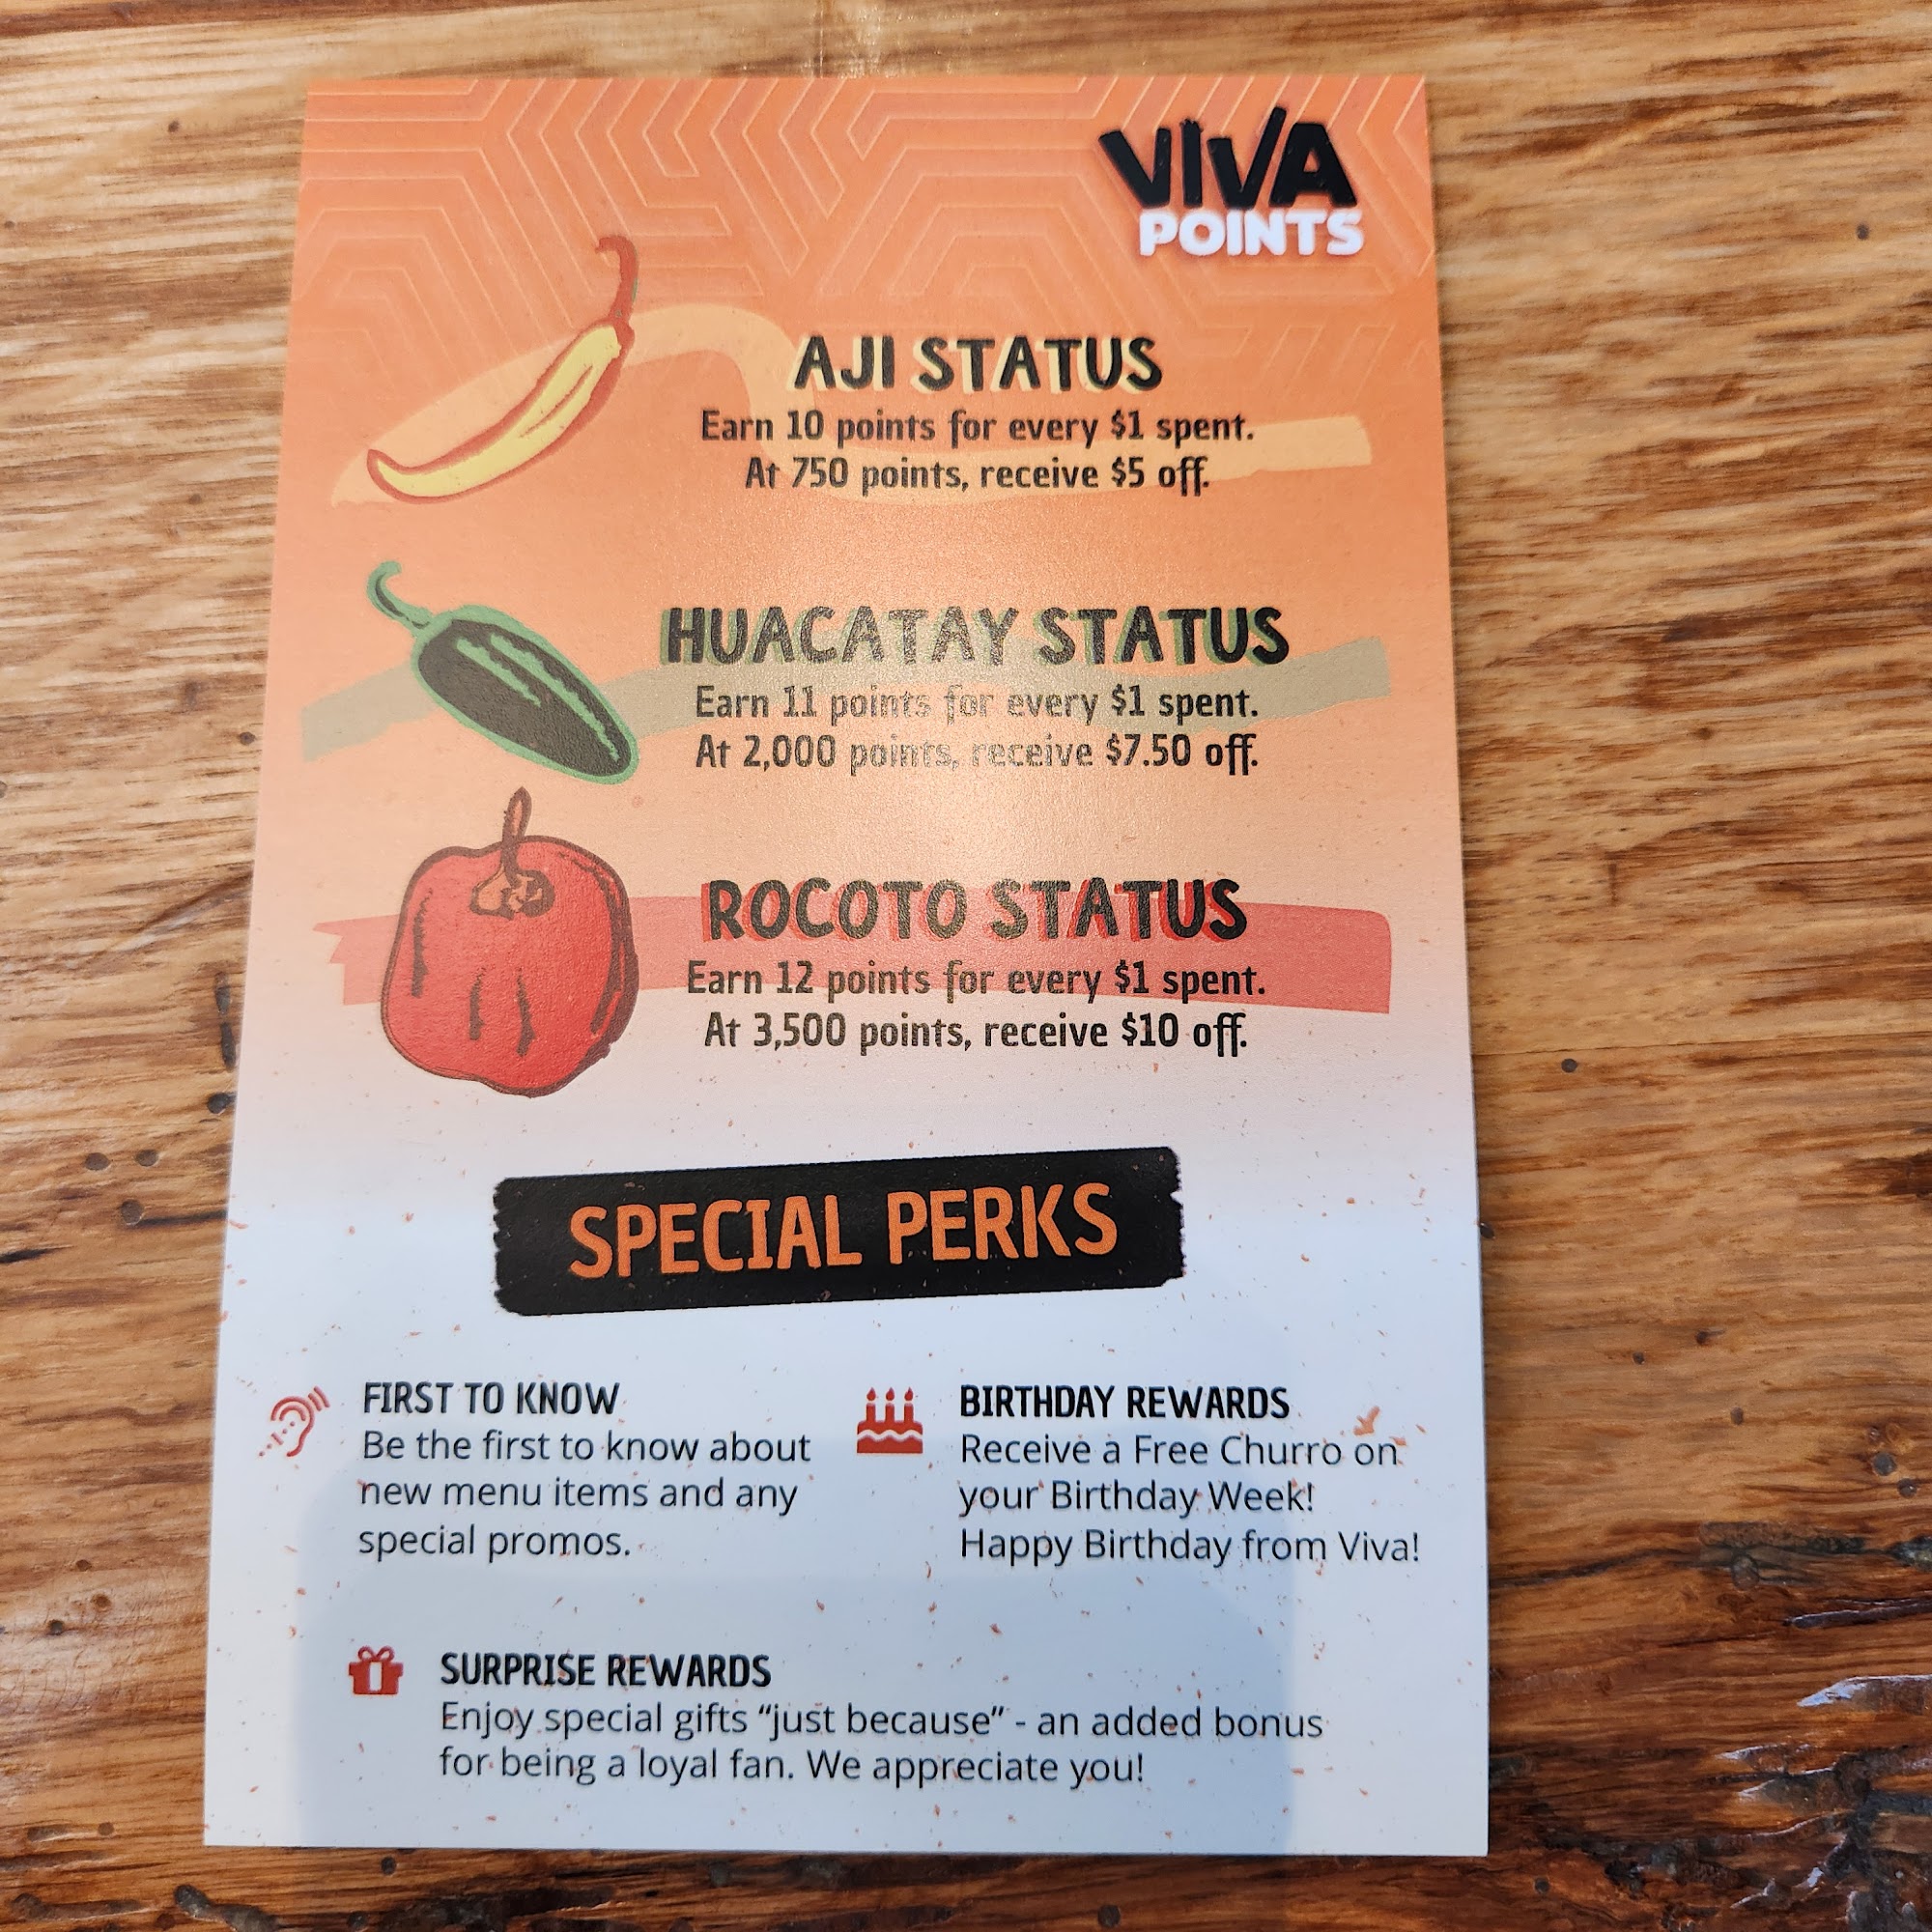 VIVA
POINTS
AJI STATUS
Earn 10 points for every $1 spent.
At 750 points, receive $5 off.
HUACATAY STATUS
Earn 11 points for every $1 spent.
At 2,000 points, receive $7.50 off.
ROCOTO STATUS
Earn 12 points for every $1 spent.
At 3,500 points, receive $10 off.
SPECIAL PERKS
FIRST TO KNOW
Be the first to know about
new menu items and any
special promos.
BIRTHDAY REWARDS
Receive a Free Churro on
your Birthday Week!
Happy Birthday from Viva!
SURPRISE REWARDS
Enjoy special gifts “just because” - an added bonus
for being a loyal fan. We appreciate you!